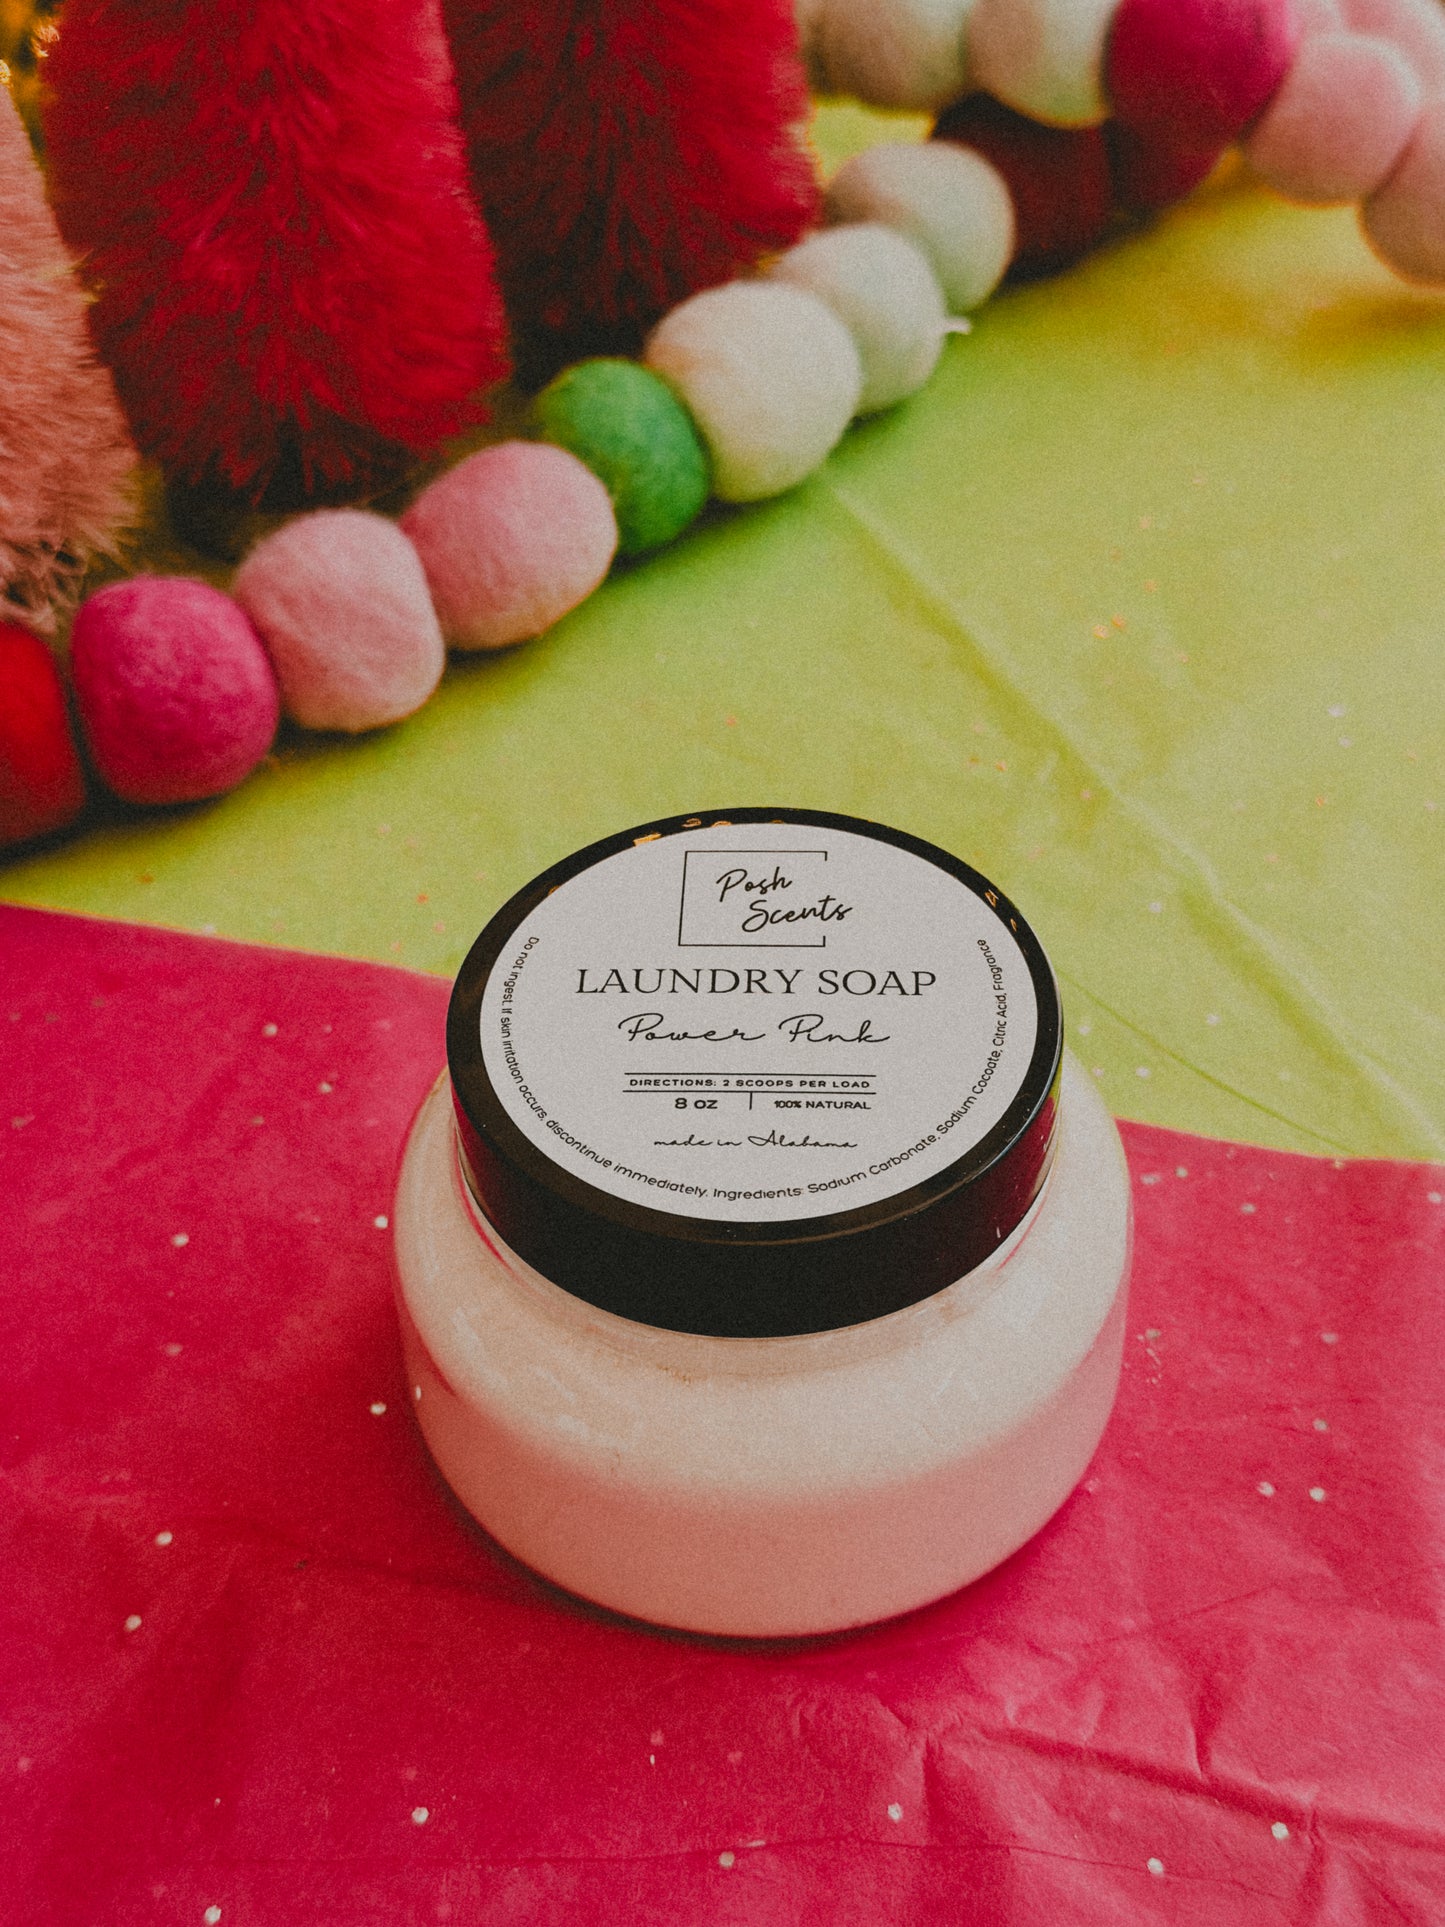 Posh
Scents
LAUNDRY SOAP
Power Pink
DIRECTIONS: 2 SCOOPS PER LOAD
8 OZ | 100% NATURAL
made in Alabama
Do not ingest. If skin irritation occurs, discontinue immediately. Ingredients: Sodium Carbonate, Sodium Cocoate, Citric Acid, Fragrance